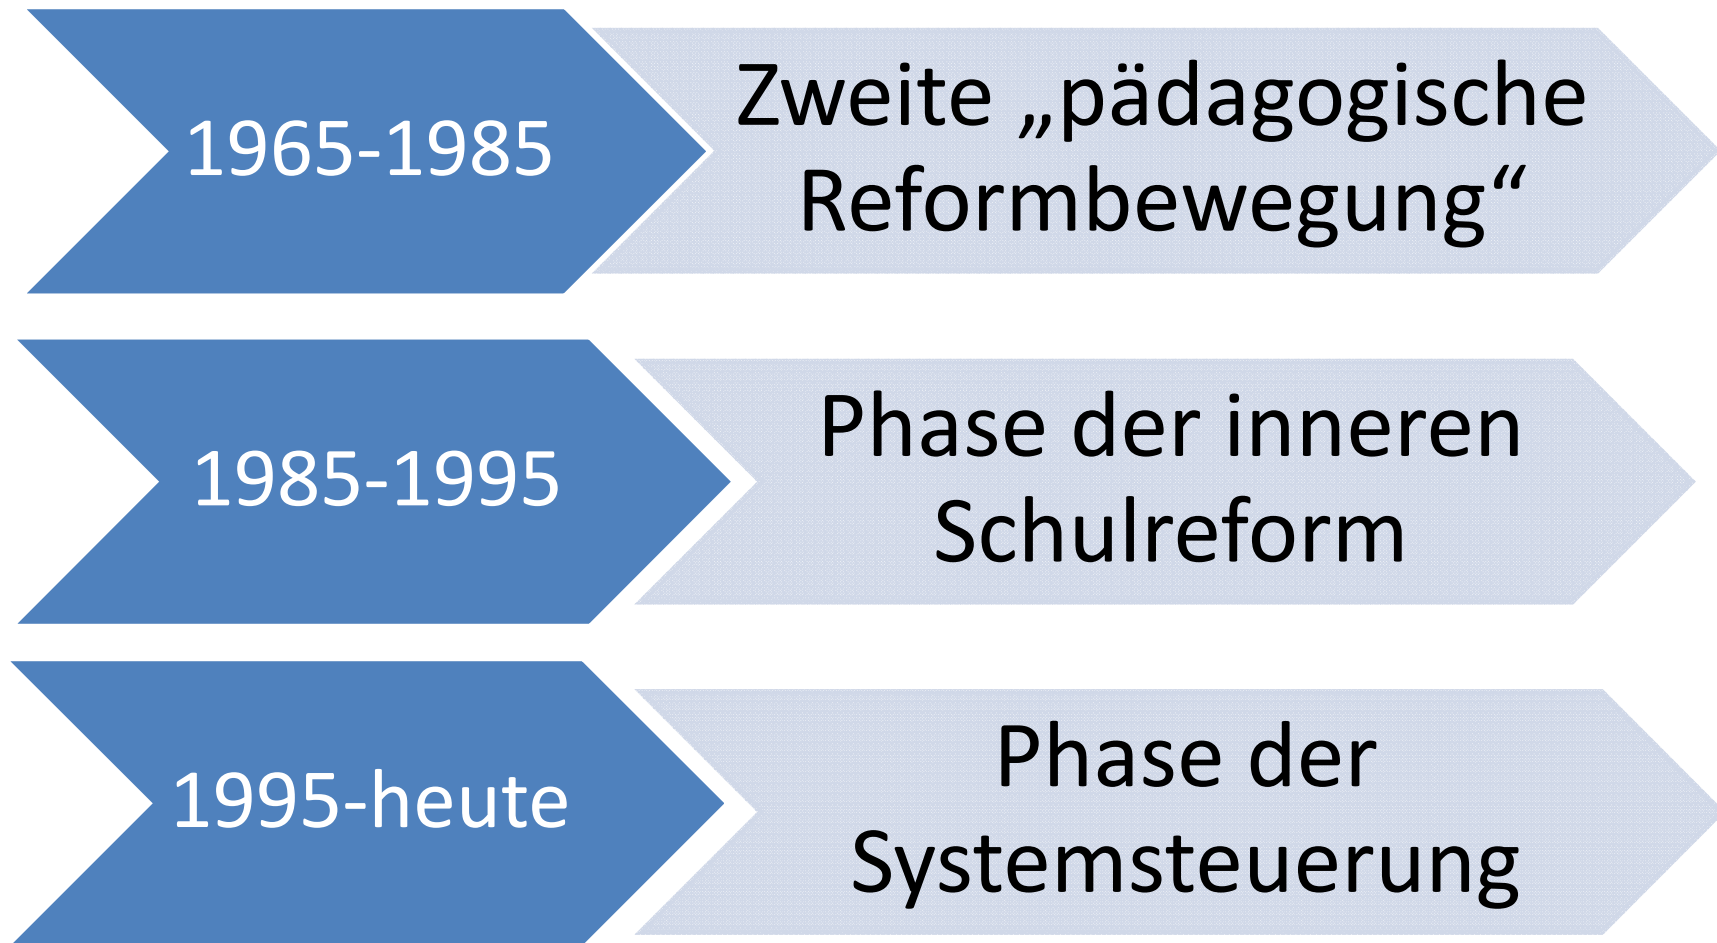 1965-1985
Zweite „pädagogische
Reformbewegung“
1985-1995
Phase der inneren
Schulreform
1995-heute
Phase der
Systemsteuerung